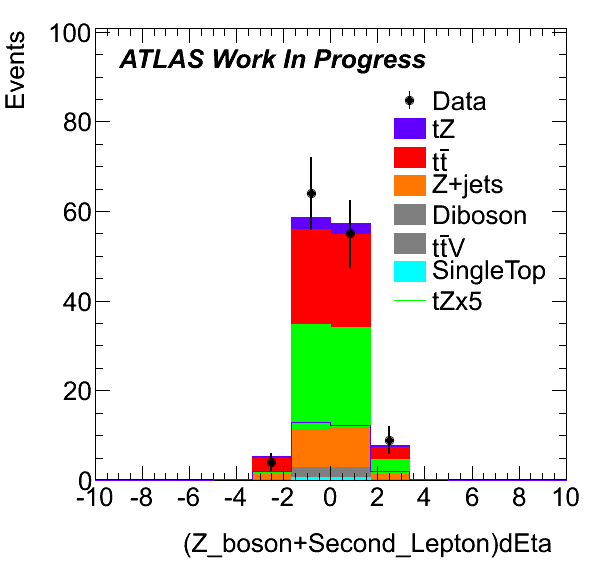 Events
100
80
60
40
20
0
ATLAS Work In Progress
Data
tZ
tt̄
Z+jets
Diboson
tt̄V
SingleTop
tZx5
-10 -8 -6 -4 -2 0 2 4 6 8 10
(Z_boson+Second_Lepton)dEta